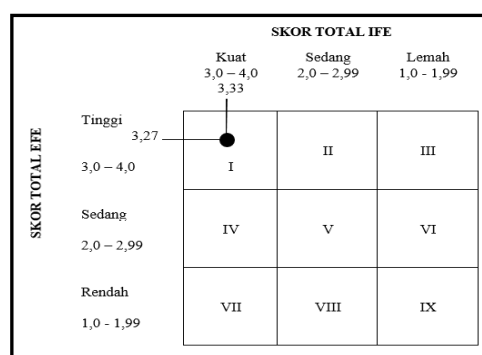 SKOR TOTAL IFE
Kuat Sedang Lemah
3,0 – 4,0 2,0 – 2,99 1,0 - 1,99
3,33
SKOR TOTAL EFE
Tinggi
3,27
3,0 – 4,0
I II III
Sedang
2,0 – 2,99
IV V VI
Rendah
1,0 - 1,99
VII VIII IX